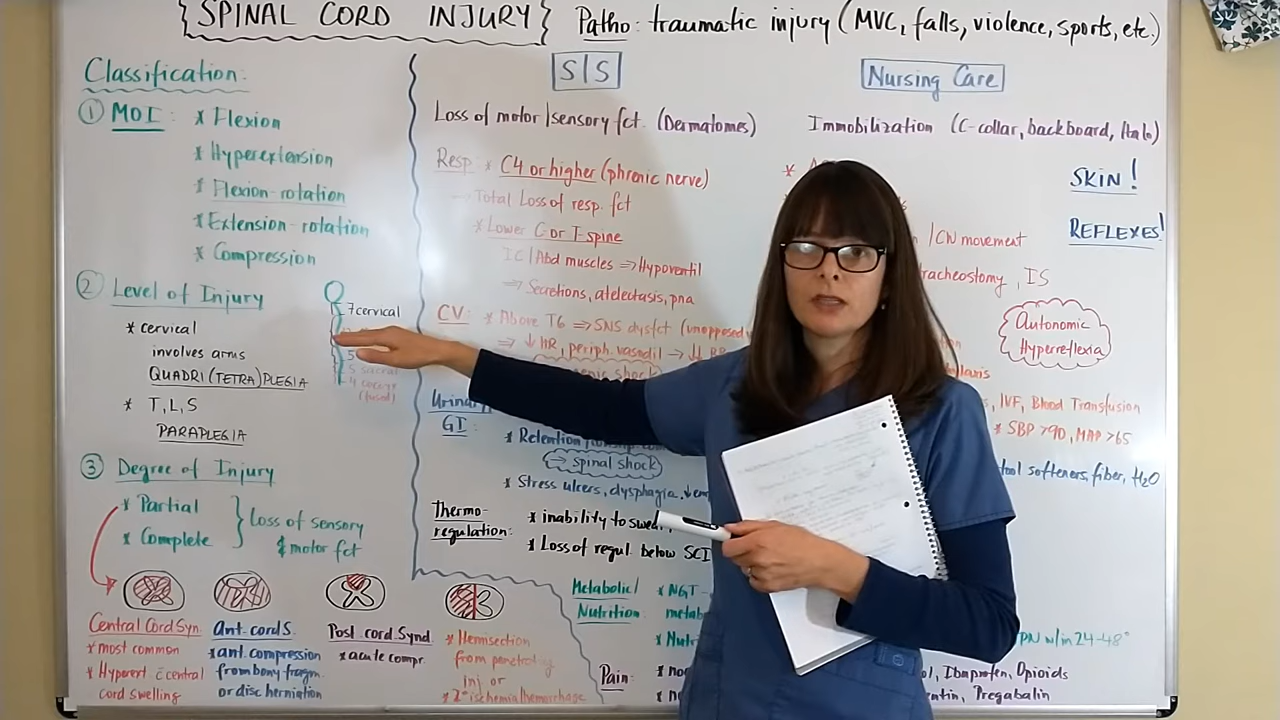 SPINAL CORD INJURY
Patho: traumatic injury (MVC, falls, violence, sports, etc.)
Classification:
① MOI: * Flexion
* Hyperextension
* Flexion-rotation
* Extension-rotation
* Compression
② Level of Injury
7 cervical
* cervical
involves arms
QUADRI(TETRA)PLEGIA
* T, L, S
PARAPLEGIA
5 sacral
4 coccyg
(fused)
③ Degree of Injury
* Partial
* Complete
Loss of sensory
& motor fct
Central Cord Syn.
* most common
* Hyperext c̄ central
cord swelling
Ant. cord S.
* ant. compression
from bony fragm.
or disc herniation
Post cord Synd.
* acute compr.
* Hemisection
from penetratig
inj or
* 2° ischemia/hemorrhage
S|S
Loss of motor/sensory fct. (Dermatomes)
Resp: * C4 or higher (phrenic nerve)
→ Total Loss of resp. fct
* Lower C or T spine
IC/Abd muscles ⇒ Hypoventil
⇒ Secretions, atelectasis, pna
CV: * Above T6 ⇒ SNS dysfct (unopposed
⇒ ↓HR, periph. vasodil → ↓↓ BP
shock
Urinary
GI:
* Retention
⇒ spinal shock
* Stress ulcers, dysphagia,
Thermo-
regulation:
* inability to swea
* Loss of regul. below SCI
Metabolic/
Nutrition:
* NGT
metab
* Nutr
Pain:
Nursing Care
Immobilization (C-collar, backboard, Halo)
SKIN!
REFLEXES!
/CW movement
racheostomy, IS
Autonomic
Hyperreflexia
, IVF, Blood Transfusion
* SBP >90, MAP >65
tool softeners, fiber, H₂O
PN w/in 24-48°
ol, Ibuprofen, Opioids
ntin, Pregabalin